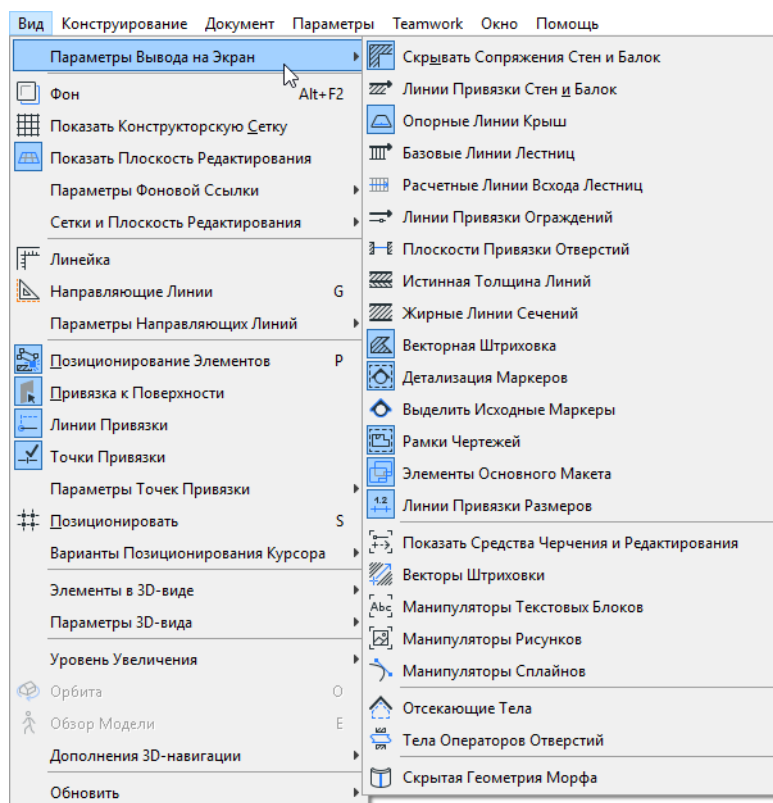 Вид Конструирование Документ Параметры Teamwork Окно Помощь
Параметры Вывода на Экран
Фон Alt+F2
Показать Конструкторскую Сетку
Показать Плоскость Редактирования
Параметры Фоновой Ссылки
Сетки и Плоскость Редактирования
Линейка
Направляющие Линии G
Параметры Направляющих Линий
Позиционирование Элементов P
Привязка к Поверхности
Линии Привязки
Точки Привязки
Параметры Точек Привязки
Позиционировать S
Варианты Позиционирования Курсора
Элементы в 3D-виде
Параметры 3D-вида
Уровень Увеличения
Орбита O
Обзор Модели E
Дополнения 3D-навигации
Обновить
Скрывать Сопряжения Стен и Балок
Линии Привязки Стен и Балок
Опорные Линии Крыш
Базовые Линии Лестниц
Расчетные Линии Всхода Лестниц
Линии Привязки Ограждений
Плоскости Привязки Отверстий
Истинная Толщина Линий
Жирные Линии Сечений
Векторная Штриховка
Детализация Маркеров
Выделить Исходные Маркеры
Рамки Чертежей
Элементы Основного Макета
1.2 Линии Привязки Размеров
Показать Средства Черчения и Редактирования
Векторы Штриховки
Abc Манипуляторы Текстовых Блоков
Манипуляторы Рисунков
Манипуляторы Сплайнов
Отсекающие Тела
Тела Операторов Отверстий
Скрытая Геометрия Морфа